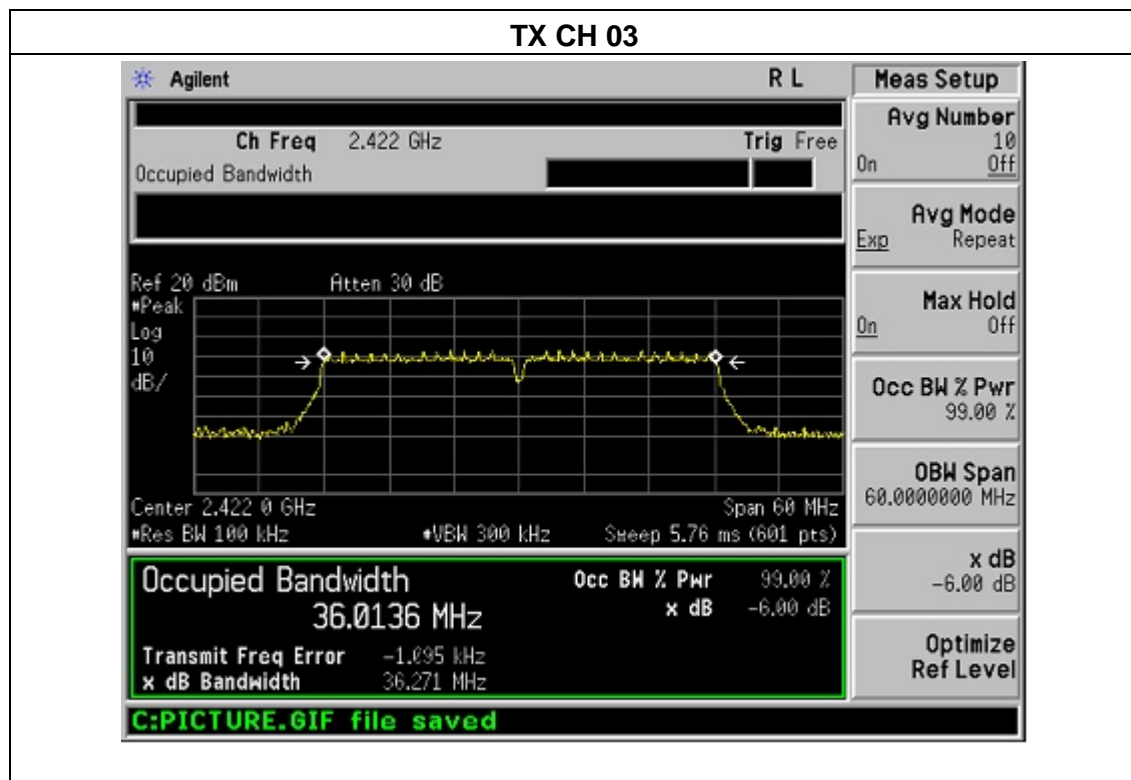 TX CH 03
Agilent R L Meas Setup
Ch Freq 2.422 GHz Trig Free
Occupied Bandwidth
Avg Number
10
On Off
Avg Mode
Exp Repeat
Max Hold
On Off
Occ BW % Pwr
99.00 %
OBW Span
60.0000000 MHz
x dB
-6.00 dB
Optimize
Ref Level
Ref 20 dBm Atten 30 dB
#Peak
Log
10
dB/
Center 2.422 0 GHz Span 60 MHz
#Res BW 100 kHz #VBW 300 kHz Sweep 5.76 ms (601 pts)
Occupied Bandwidth Occ BW % Pwr 99.00 %
36.0136 MHz x dB -6.00 dB
Transmit Freq Error -1.095 kHz
x dB Bandwidth 36.271 MHz
C:PICTURE.GIF file saved